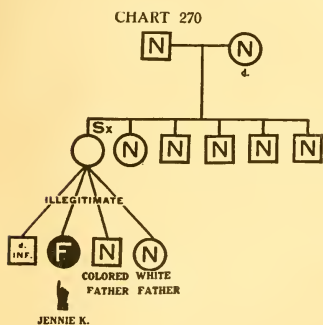 CHART 270
N N
d.
Sx
N N N N N
ILLEGITIMATE
d. F N N
INF.
COLORED WHITE
FATHER FATHER
JENNIE K.